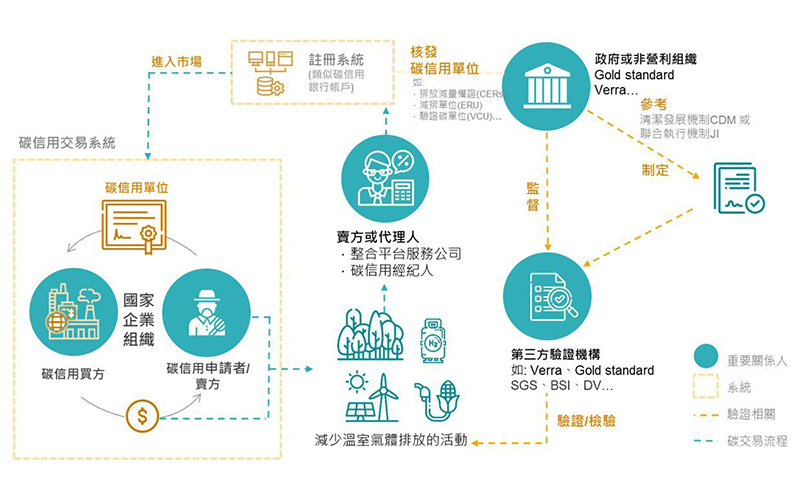 進入市場
註冊系統
(類似碳信用
銀行帳戶)
核發
碳信用單位
如:
· 排放減量權證(CERs)
· 減排單位(ERU)
· 驗證碳單位(VCU)…
政府或非營利組織
Gold standard
Verra…
參考
清潔發展機制CDM 或
聯合執行機制JI
制定
監督
碳信用交易系統
碳信用單位
國家
企業
組織
碳信用買方
碳信用申請者/
賣方
$
%
賣方或代理人
· 整合平台服務公司
· 碳信用經紀人
H2
減少溫室氣體排放的活動
第三方驗證機構
如: Verra、Gold standard
SGS、BSI、DV…
驗證/檢驗
重要關係人
系統
驗證相關
碳交易流程